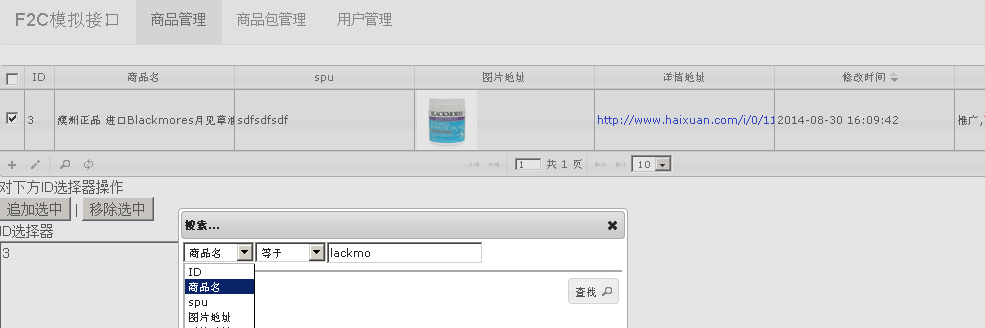 F2C模拟接口 商品管理 商品包管理 用户管理
ID 商品名 spu 图片地址 详情地址 修改时间
3 澳洲正品 进口Blackmores月见草油 sdfsdfsdf BLACKMORES http://www.haixuan.com/i/0/11 2014-08-30 16:09:42 推广,
1 共 1 页 10
对下方ID选择器操作
追加选中 | 移除选中
ID选择器
3
搜索...
商品名 等于 lackmo
ID
商品名
spu
图片地址
查找